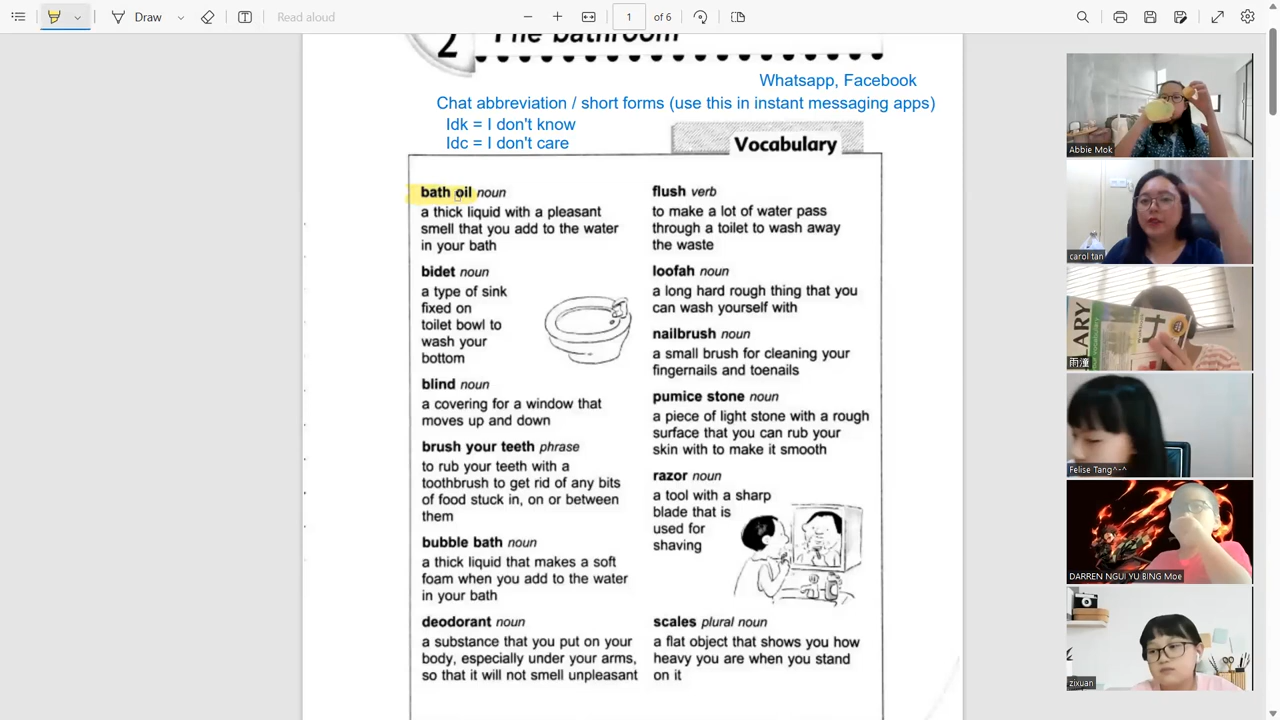 Draw
Read aloud
1
of 6
2
The bathroom
Whatsapp, Facebook
Chat abbreviation / short forms (use this in instant messaging apps)
Idk = I don't know
Idc = I don't care
Vocabulary
bath oil noun
a thick liquid with a pleasant
smell that you add to the water
in your bath
bidet noun
a type of sink
fixed on
toilet bowl to
wash your
bottom
blind noun
a covering for a window that
moves up and down
brush your teeth phrase
to rub your teeth with a
toothbrush to get rid of any bits
of food stuck in, on or between
them
bubble bath noun
a thick liquid that makes a soft
foam when you add to the water
in your bath
deodorant noun
a substance that you put on your
body, especially under your arms,
so that it will not smell unpleasant
flush verb
to make a lot of water pass
through a toilet to wash away
the waste
loofah noun
a long hard rough thing that you
can wash yourself with
nailbrush noun
a small brush for cleaning your
fingernails and toenails
pumice stone noun
a piece of light stone with a rough
surface that you can rub your
skin with to make it smooth
razor noun
a tool with a sharp
blade that is
used for
shaving
scales plural noun
a flat object that shows you how
heavy you are when you stand
on it
Abbie Mok
carol tan
雨潼
Felise Tang^-^
DARREN NGUI YU BING Moe
zixuan